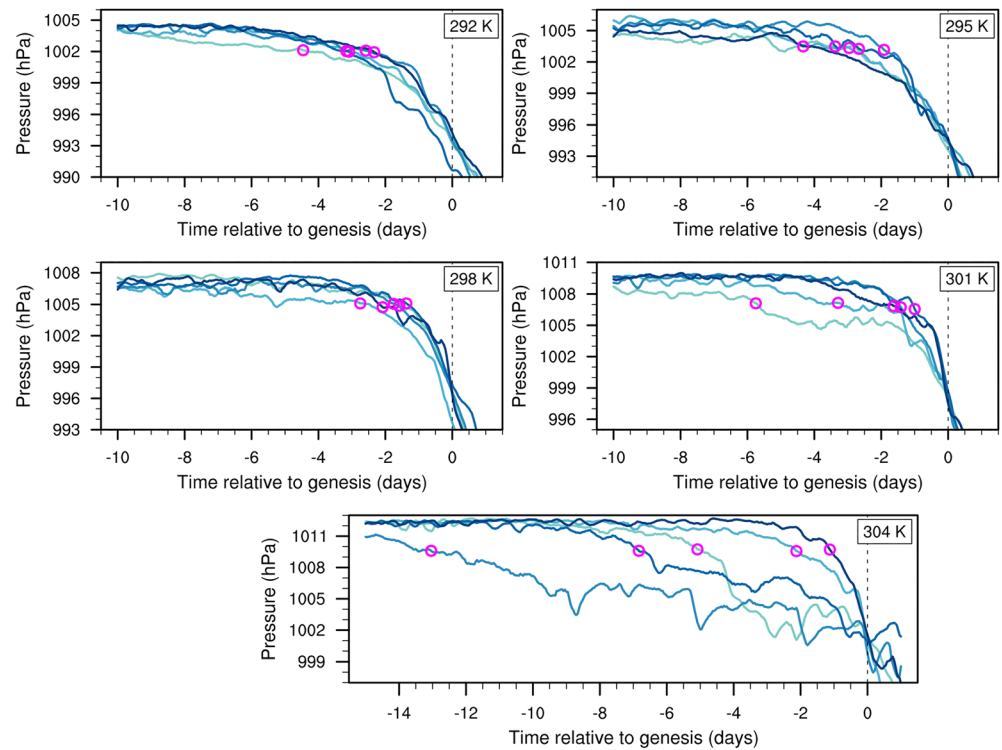 292 K
Pressure (hPa)
1005
1002
999
996
993
990
-10 -8 -6 -4 -2 0
Time relative to genesis (days)
295 K
Pressure (hPa)
1005
1002
999
996
993
-10 -8 -6 -4 -2 0
Time relative to genesis (days)
298 K
Pressure (hPa)
1008
1005
1002
999
996
993
-10 -8 -6 -4 -2 0
Time relative to genesis (days)
301 K
Pressure (hPa)
1011
1008
1005
1002
999
996
-10 -8 -6 -4 -2 0
Time relative to genesis (days)
304 K
Pressure (hPa)
1011
1008
1005
1002
999
-14 -12 -10 -8 -6 -4 -2 0
Time relative to genesis (days)